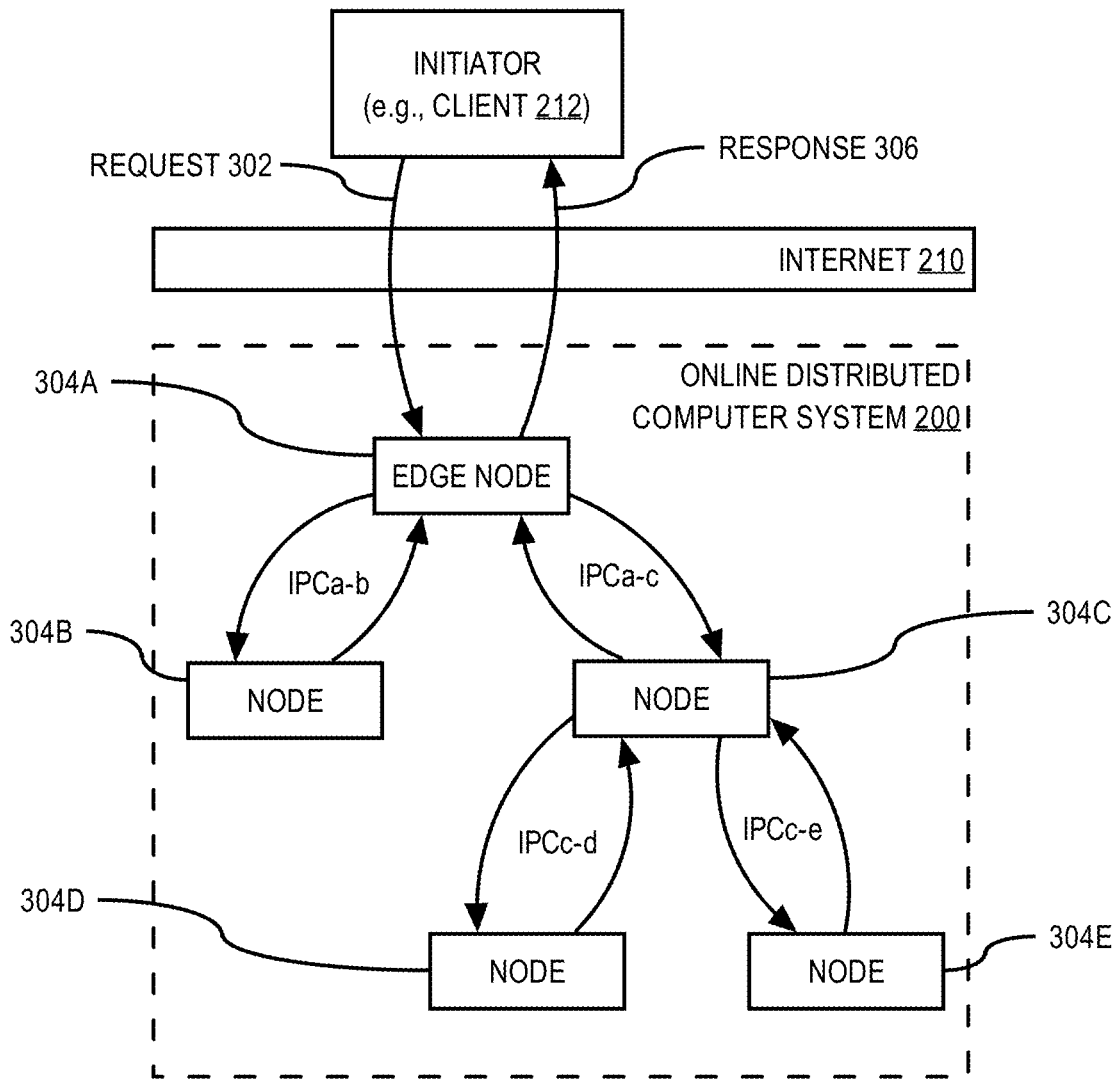 INITIATOR
(e.g., CLIENT 212)
REQUEST 302
RESPONSE 306
INTERNET 210
304A
ONLINE DISTRIBUTED
COMPUTER SYSTEM 200
EDGE NODE
IPCa-b
IPCa-c
304B
304C
NODE
NODE
IPCc-d
IPCc-e
304D
304E
NODE
NODE